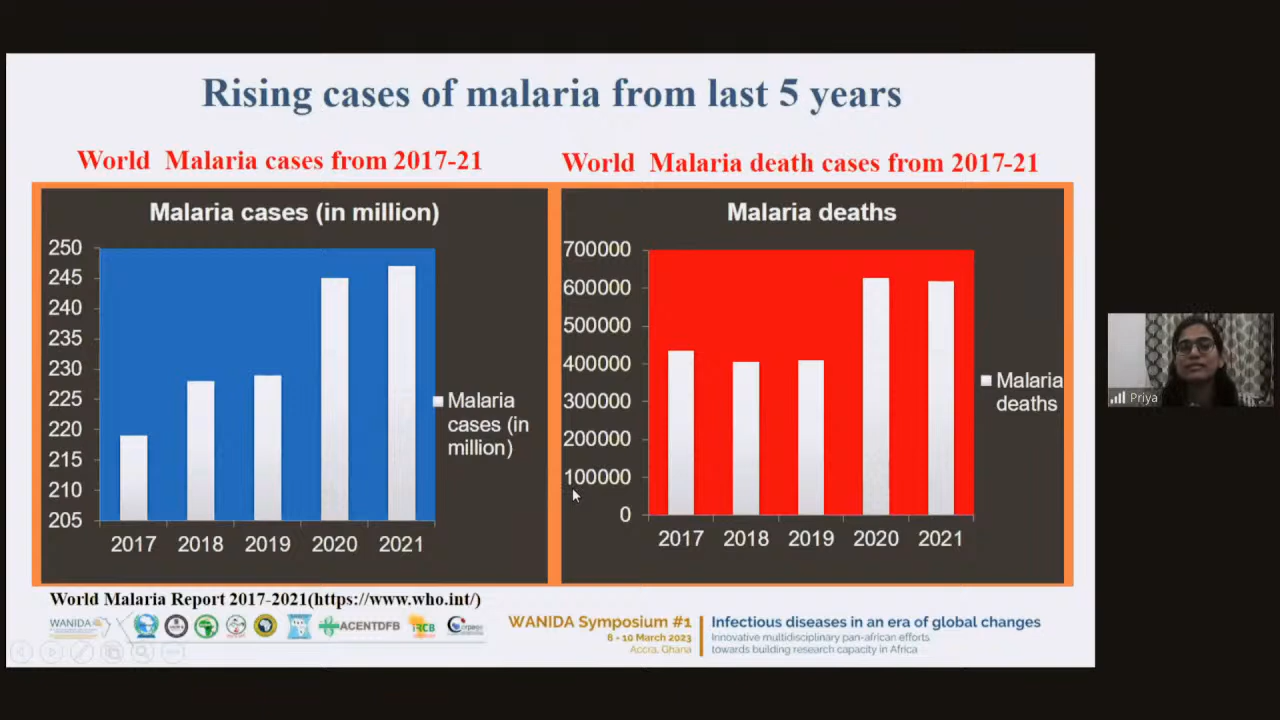 Rising cases of malaria from last 5 years
World Malaria cases from 2017-21
World Malaria death cases from 2017-21
Malaria cases (in million)
250
245
240
235
230
225
220
215
210
205
2017 2018 2019 2020 2021
Malaria
cases (in
million)
Malaria deaths
700000
600000
500000
400000
300000
200000
100000
0
2017 2018 2019 2020 2021
Malaria
deaths
Priya
World Malaria Report 2017-2021(https://www.who.int/)
WANIDA
ACENTDFB
WANIDA Symposium #1
8 - 10 March 2023
Accra, Ghana
Infectious diseases in an era of global changes
Innovative multidisciplinary pan-african efforts
towards building research capacity in Africa